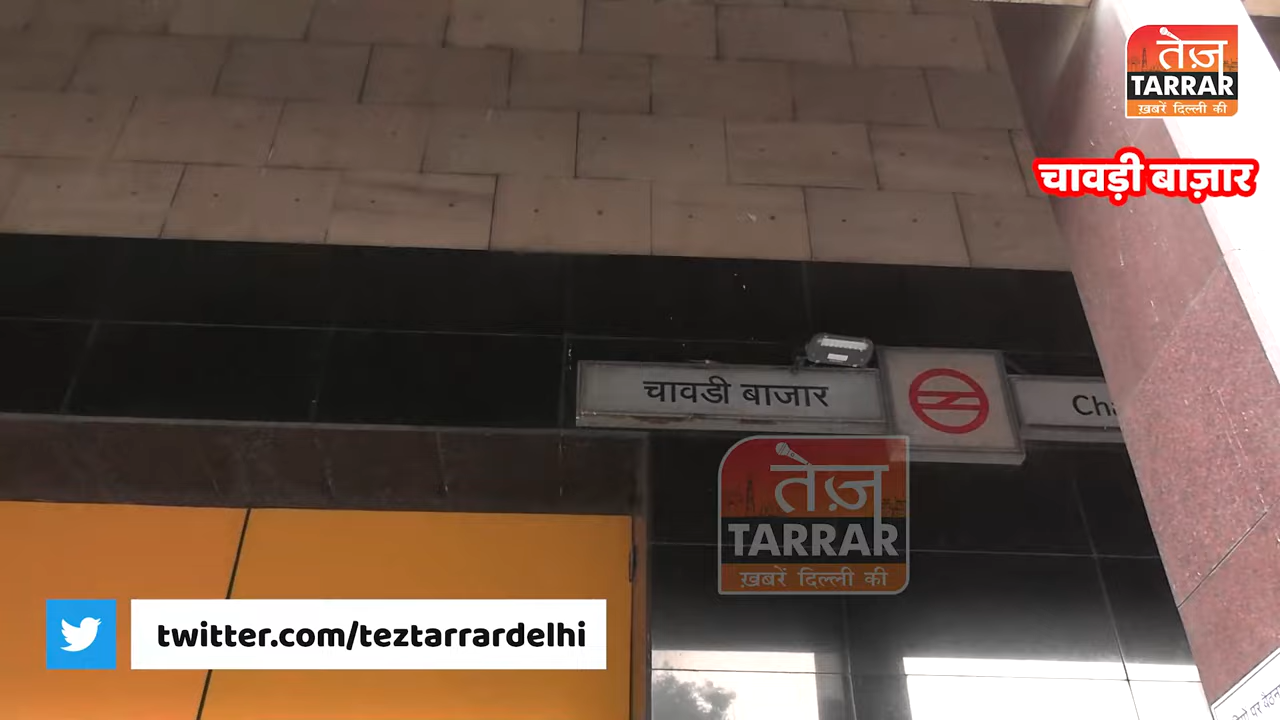 तेज़
TARRAR
ख़बरें दिल्ली की
चावड़ी बाज़ार
चावडी बाजार
Cha
तेज़
TARRAR
ख़बरें दिल्ली की
twitter.com/teztarrardelhi